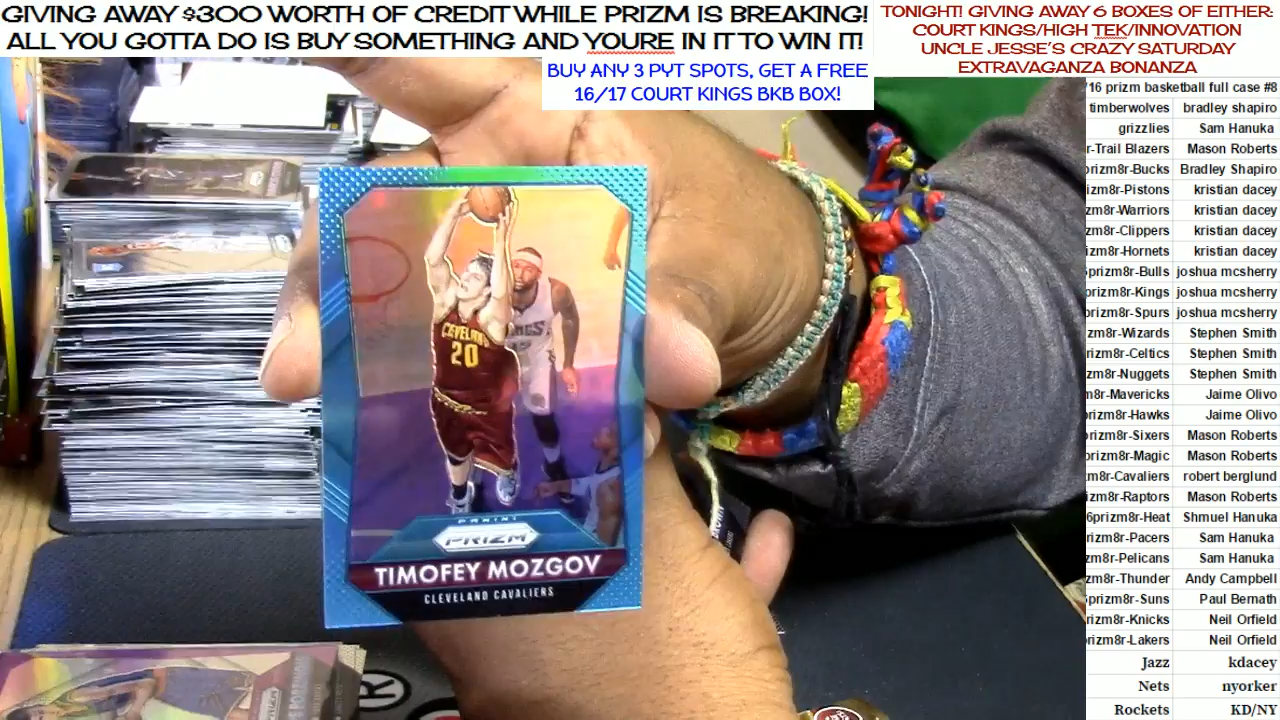 GIVING AWAY $300 WORTH OF CREDIT WHILE PRIZM IS BREAKING!
ALL YOU GOTTA DO IS BUY SOMETHING AND YOURE IN IT TO WIN IT!
BUY ANY 3 PYT SPOTS, GET A FREE
16/17 COURT KINGS BKB BOX!
TONIGHT! GIVING AWAY 6 BOXES OF EITHER:
COURT KINGS/HIGH TEK/INNOVATION
UNCLE JESSE'S CRAZY SATURDAY
EXTRAVAGANZA BONANZA
16 prizm basketball full case #8
timberwolves bradley shapiro
grizzlies Sam Hanuka
r-Trail Blazers Mason Roberts
prizm8r-Bucks Bradley Shapiro
izm8r-Pistons kristian dacey
zm8r-Warriors kristian dacey
zm8r-Clippers kristian dacey
izm8r-Hornets kristian dacey
prizm8r-Bulls joshua mcsherry
prizm8r-Kings joshua mcsherry
prizm8r-Spurs joshua mcsherry
zm8r-Wizards Stephen Smith
rizm8r-Celtics Stephen Smith
zm8r-Nuggets Stephen Smith
m8r-Mavericks Jaime Olivo
rizm8r-Hawks Jaime Olivo
prizm8r-Sixers Mason Roberts
rizm8r-Magic Mason Roberts
m8r-Cavaliers robert berglund
izm8r-Raptors Mason Roberts
6prizm8r-Heat Shmuel Hanuka
rizm8r-Pacers Sam Hanuka
zm8r-Pelicans Sam Hanuka
zm8r-Thunder Andy Campbell
prizm8r-Suns Paul Bernath
rizm8r-Knicks Neil Orfield
rizm8r-Lakers Neil Orfield
Jazz kdacey
Nets nyorker
Rockets KD/NY
CLEVELAND
20
PANINI
PRIZM
TIMOFEY MOZGOV
CLEVELAND CAVALIERS